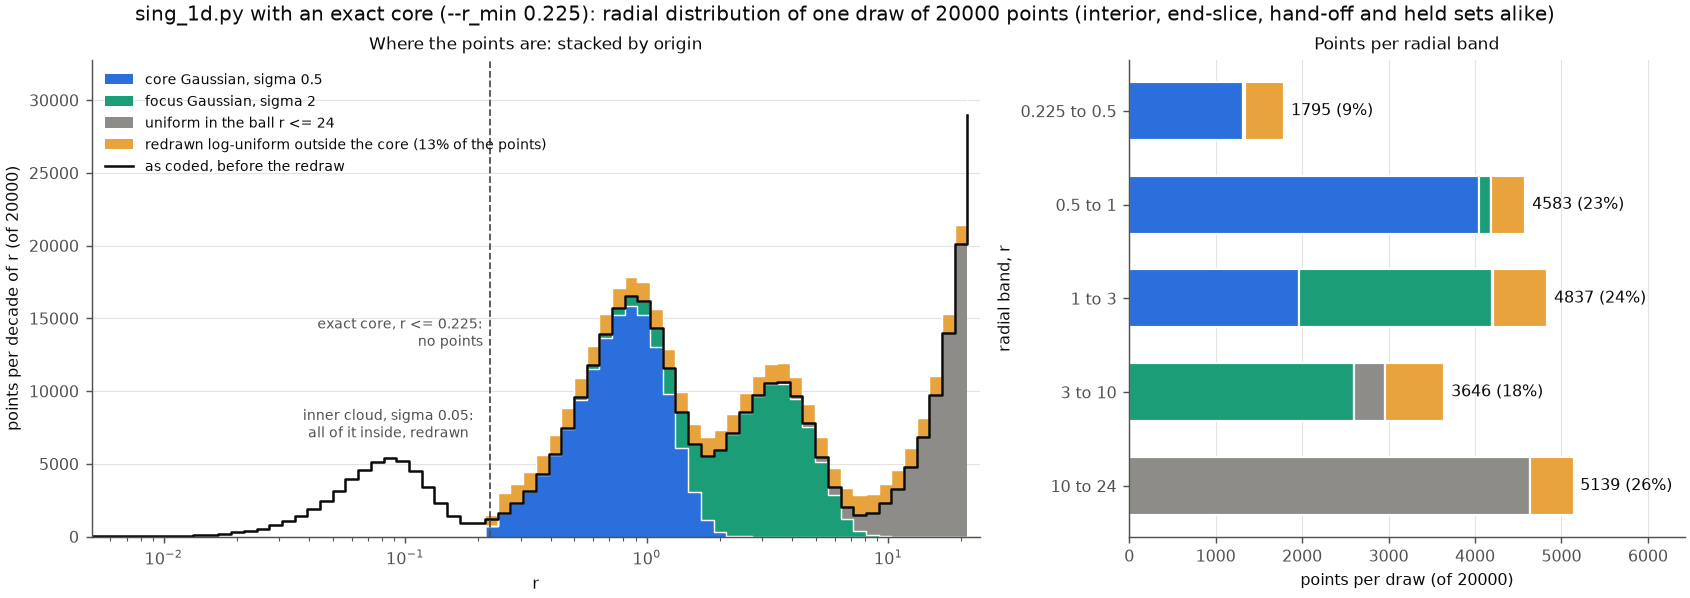 sing_1d.py with an exact core (--r_min 0.225): radial distribution of one draw of 20000 points (interior, end-slice, hand-off and held sets alike)
Where the points are: stacked by origin
core Gaussian, sigma 0.5
focus Gaussian, sigma 2
uniform in the ball r <= 24
redrawn log-uniform outside the core (13% of the points)
as coded, before the redraw
exact core, r <= 0.225:
no points
inner cloud, sigma 0.05:
all of it inside, redrawn
points per decade of r (of 20000)
30000
25000
20000
15000
10000
5000
0
10⁻²
10⁻¹
10⁰
10¹
r
Points per radial band
radial band, r
0.225 to 0.5
1795 (9%)
0.5 to 1
4583 (23%)
1 to 3
4837 (24%)
3 to 10
3646 (18%)
10 to 24
5139 (26%)
0
1000
2000
3000
4000
5000
6000
points per draw (of 20000)